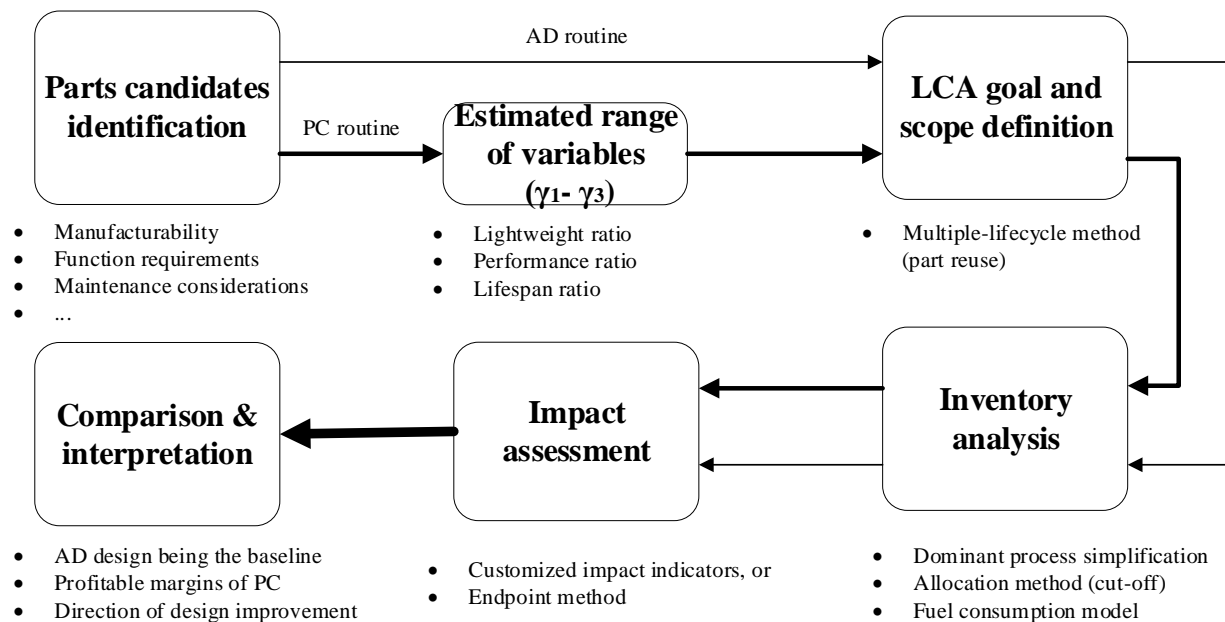 Parts candidates
identification
AD routine
PC routine
Estimated range
of variables
(γ1- γ3)
LCA goal and
scope definition
• Manufacturability
• Function requirements
• Maintenance considerations
• ...
• Lightweight ratio
• Performance ratio
• Lifespan ratio
• Multiple-lifecycle method
(part reuse)
Comparison &
interpretation
Impact
assessment
Inventory
analysis
• AD design being the baseline
• Profitable margins of PC
• Direction of design improvement
• Customized impact indicators, or
• Endpoint method
• Dominant process simplification
• Allocation method (cut-off)
• Fuel consumption model